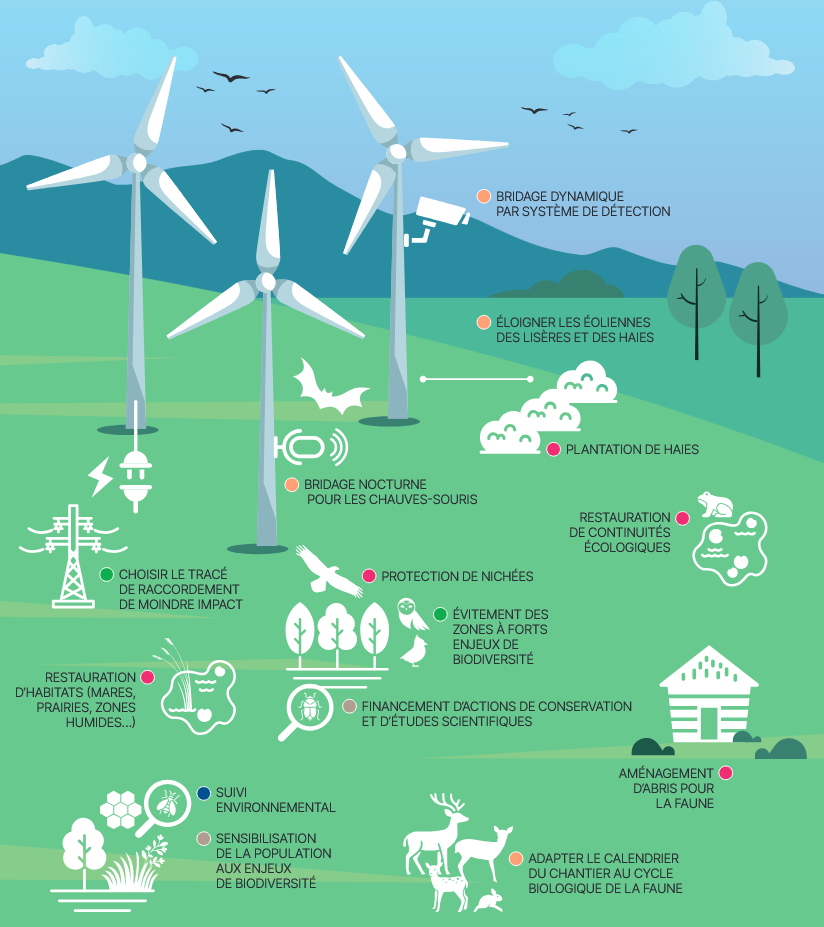 BRIDAGE DYNAMIQUE
PAR SYSTÈME DE DÉTECTION
ÉLOIGNER LES ÉOLIENNES
DES LISÈRES ET DES HAIES
PLANTATION DE HAIES
BRIDAGE NOCTURNE
POUR LES CHAUVES-SOURIS
RESTAURATION
DE CONTINUITÉS
ÉCOLOGIQUES
CHOISIR LE TRACÉ
DE RACCORDEMENT
DE MOINDRE IMPACT
PROTECTION DE NICHÉES
ÉVITEMENT DES
ZONES À FORTS
ENJEUX DE
BIODIVERSITÉ
RESTAURATION
D'HABITATS (MARES,
PRAIRIES, ZONES
HUMIDES...)
FINANCEMENT D'ACTIONS DE CONSERVATION
ET D'ÉTUDES SCIENTIFIQUES
AMÉNAGEMENT
D'ABRIS POUR
LA FAUNE
SUIVI
ENVIRONNEMENTAL
SENSIBILISATION
DE LA POPULATION
AUX ENJEUX
DE BIODIVERSITÉ
ADAPTER LE CALENDRIER
DU CHANTIER AU CYCLE
BIOLOGIQUE DE LA FAUNE